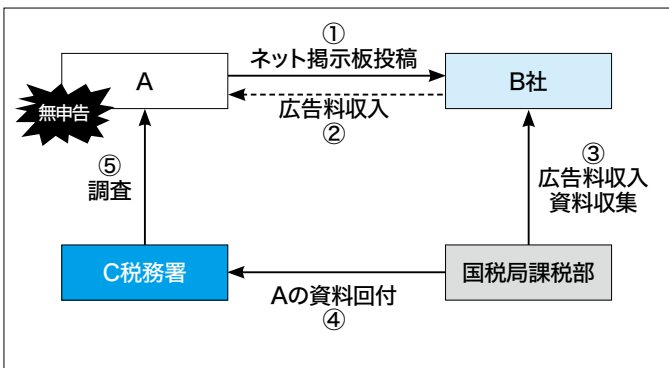 ①
ネット掲示板投稿
A
B社
無申告
広告料収入
②
⑤
調査
③
広告料収入
資料収集
C税務署
国税局課税部
Aの資料回付
④